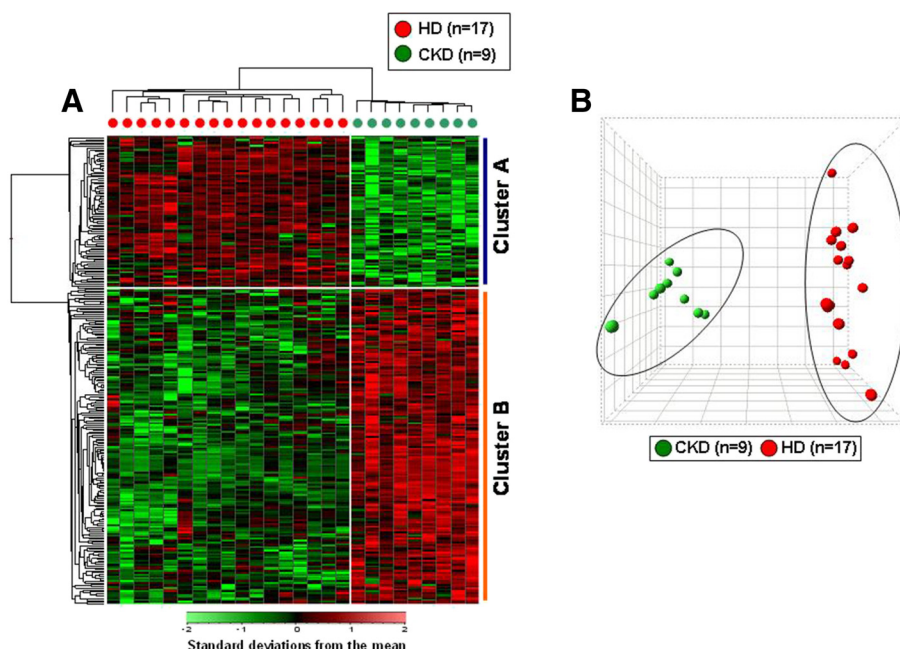 HD (n=17)
CKD (n=9)
A
B
Cluster A
Cluster B
CKD (n=9) HD (n=17)
-2 -1 0 1 2
Standard deviations from the mean